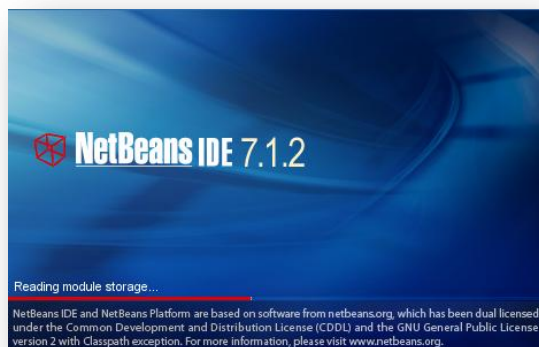 NetBeans IDE 7.1.2
Reading module storage...
NetBeans IDE and NetBeans Platform are based on software from netbeans.org, which has been dual licensed
under the Common Development and Distribution License (CDDL) and the GNU General Public License
version 2 with Classpath exception. For more information, please visit www.netbeans.org.